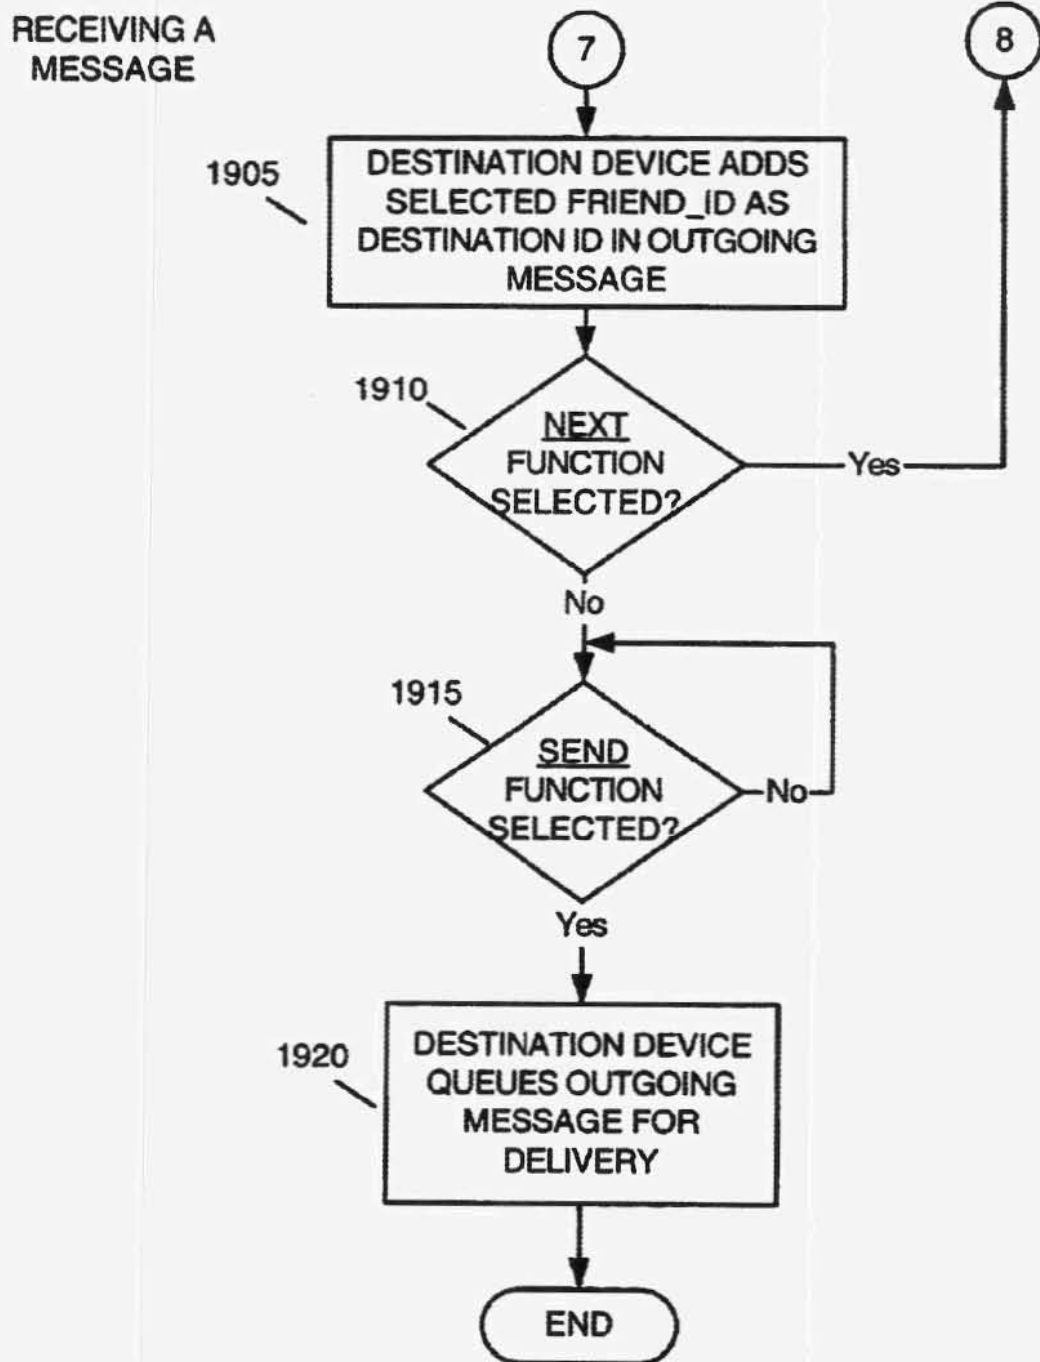 RECEIVING A
MESSAGE
7
8
1905
DESTINATION DEVICE ADDS
SELECTED FRIEND_ID AS
DESTINATION ID IN OUTGOING
MESSAGE
1910
NEXT
FUNCTION
SELECTED?
Yes
No
1915
SEND
FUNCTION
SELECTED?
No
Yes
1920
DESTINATION DEVICE
QUEUES OUTGOING
MESSAGE FOR
DELIVERY
END